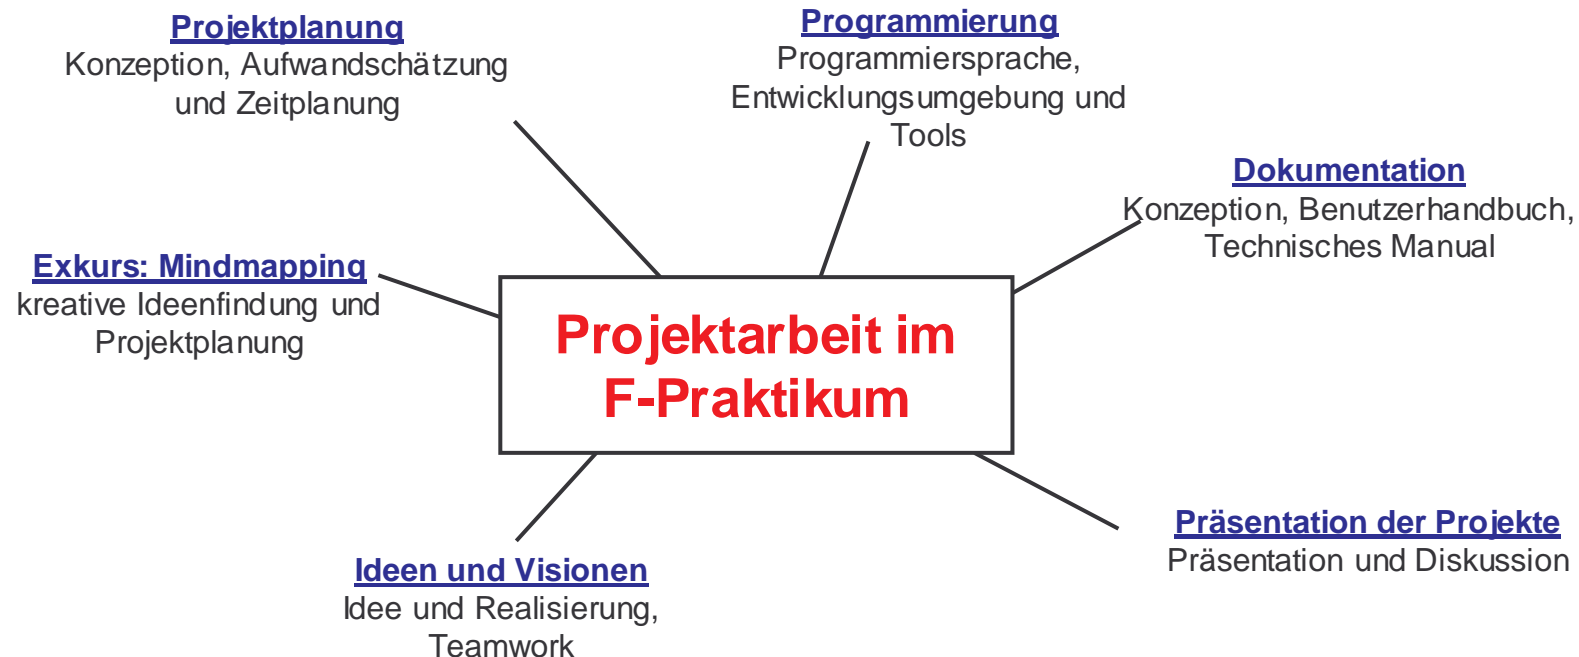 Projektplanung
Konzeption, Aufwandschätzung
und Zeitplanung
Programmierung
Programmiersprache,
Entwicklungsumgebung und
Tools
Dokumentation
Konzeption, Benutzerhandbuch,
Technisches Manual
Exkurs: Mindmapping
kreative Ideenfindung und
Projektplanung
Projektarbeit im
F-Praktikum
Präsentation der Projekte
Präsentation und Diskussion
Ideen und Visionen
Idee und Realisierung,
Teamwork